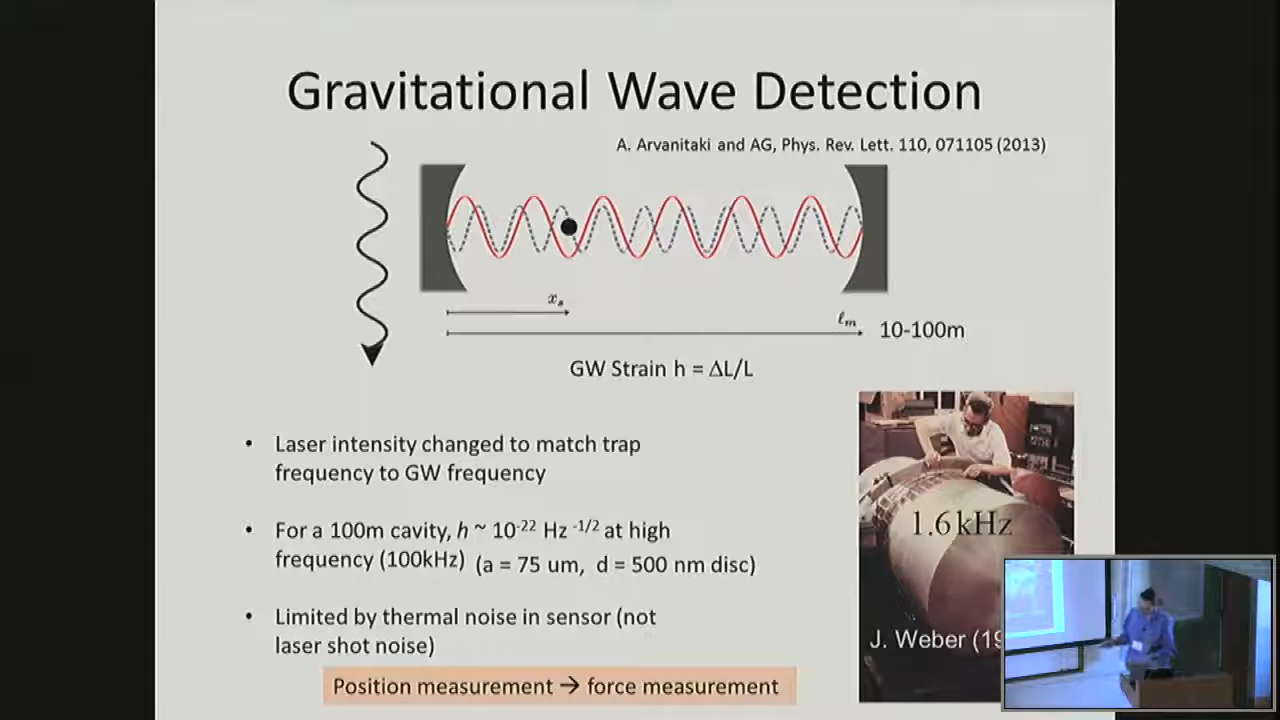 Gravitational Wave Detection
A. Arvanitaki and AG, Phys. Rev. Lett. 110, 071105 (2013)
xₛ
ℓₘ
10-100m
GW Strain h = ΔL/L
• Laser intensity changed to match trap
frequency to GW frequency
• For a 100m cavity, h ~ 10⁻²² Hz ⁻¹/² at high
frequency (100kHz) (a = 75 um, d = 500 nm disc)
• Limited by thermal noise in sensor (not
laser shot noise)
Position measurement → force measurement
1.6kHz
J. Weber (19